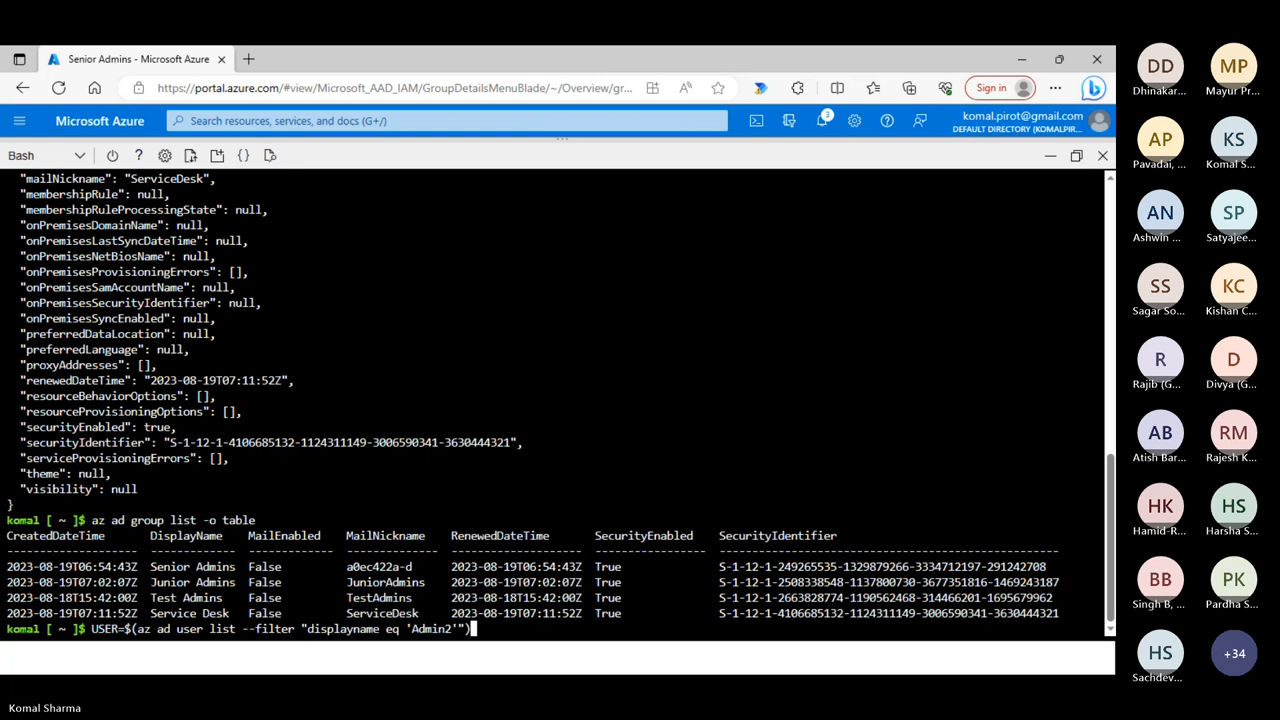 Senior Admins - Microsoft Azure
https://portal.azure.com/#view/Microsoft_AAD_IAM/GroupDetailsMenuBlade/~/Overview/gr...
Sign in
Microsoft Azure
Search resources, services, and docs (G+/)
3
komal.pirot@gmail.com
DEFAULT DIRECTORY (KOMALPIR...
Bash
"mailNickname": "ServiceDesk",
"membershipRule": null,
"membershipRuleProcessingState": null,
"onPremisesDomainName": null,
"onPremisesLastSyncDateTime": null,
"onPremisesNetBiosName": null,
"onPremisesProvisioningErrors": [],
"onPremisesSamAccountName": null,
"onPremisesSecurityIdentifier": null,
"onPremisesSyncEnabled": null,
"preferredDataLocation": null,
"preferredLanguage": null,
"proxyAddresses": [],
"renewedDateTime": "2023-08-19T07:11:52Z",
"resourceBehaviorOptions": [],
"resourceProvisioningOptions": [],
"securityEnabled": true,
"securityIdentifier": "S-1-12-1-4106685132-1124311149-3006590341-3630444321",
"serviceProvisioningErrors": [],
"theme": null,
"visibility": null
}
komal [ ~ ]$ az ad group list -o table
CreatedDateTime DisplayName MailEnabled MailNickname RenewedDateTime SecurityEnabled SecurityIdentifier
-------------------- ------------- ------------- -------------- -------------------- ----------------- ---------------------------------------------------
2023-08-19T06:54:43Z Senior Admins False a0ec422a-d 2023-08-19T06:54:43Z True S-1-12-1-249265535-1329879266-3334712197-291242708
2023-08-19T07:02:07Z Junior Admins False JuniorAdmins 2023-08-19T07:02:07Z True S-1-12-1-2508338548-1137800730-3677351816-1469243187
2023-08-18T15:42:00Z Test Admins False TestAdmins 2023-08-18T15:42:00Z True S-1-12-1-2663828774-1190562468-314466201-1695679962
2023-08-19T07:11:52Z Service Desk False ServiceDesk 2023-08-19T07:11:52Z True S-1-12-1-4106685132-1124311149-3006590341-3630444321
komal [ ~ ]$ USER=$(az ad user list --filter "displayname eq 'Admin2'")
DD
Dhinakar...
MP
Mayur Pr...
AP
Pavadai, ...
KS
Komal S...
AN
Ashwin ...
SP
Satyajee...
SS
Sagar So...
KC
Kishan C...
R
Rajib (G...
D
Divya (G...
AB
Atish Bar...
RM
Rajesh K...
HK
Hamid-R...
HS
Harsha S...
BB
Singh B, ...
PK
Pardha S...
HS
Sachdev...
+34
Komal Sharma